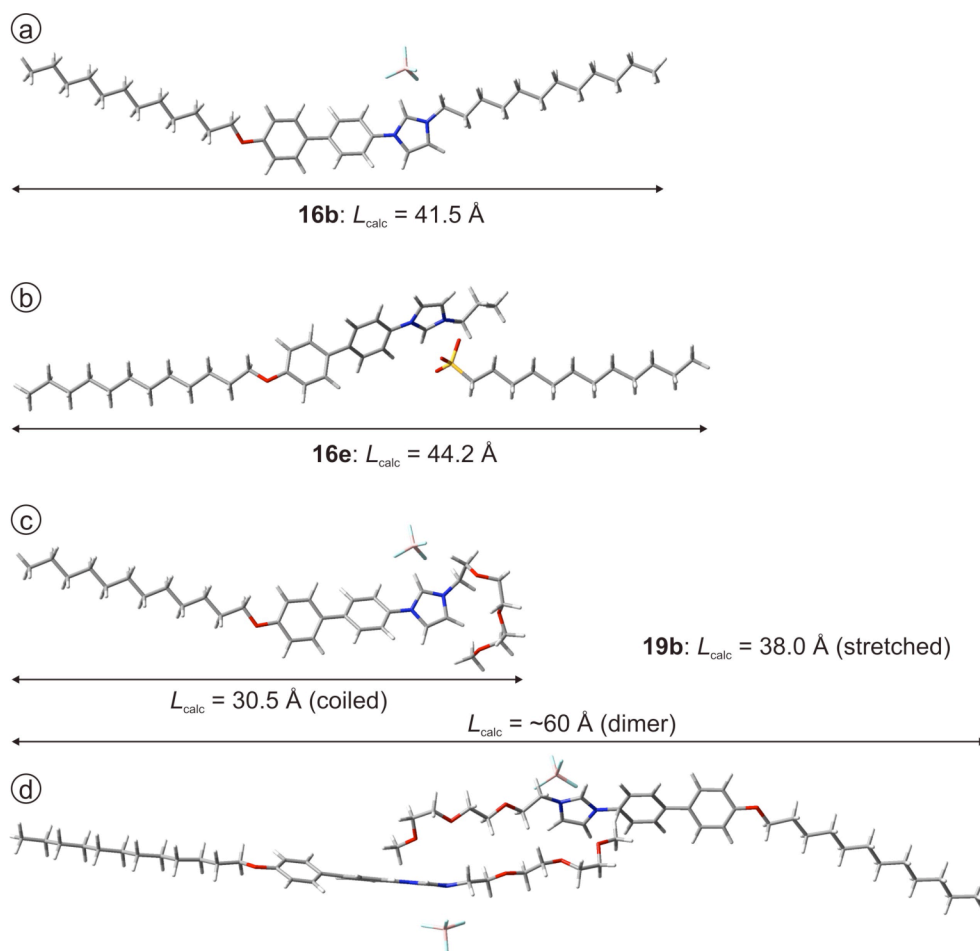 a
16b: Lcalc = 41.5 Å
b
16e: Lcalc = 44.2 Å
c
19b: Lcalc = 38.0 Å (stretched)
Lcalc = 30.5 Å (coiled)
Lcalc = ~60 Å (dimer)
d